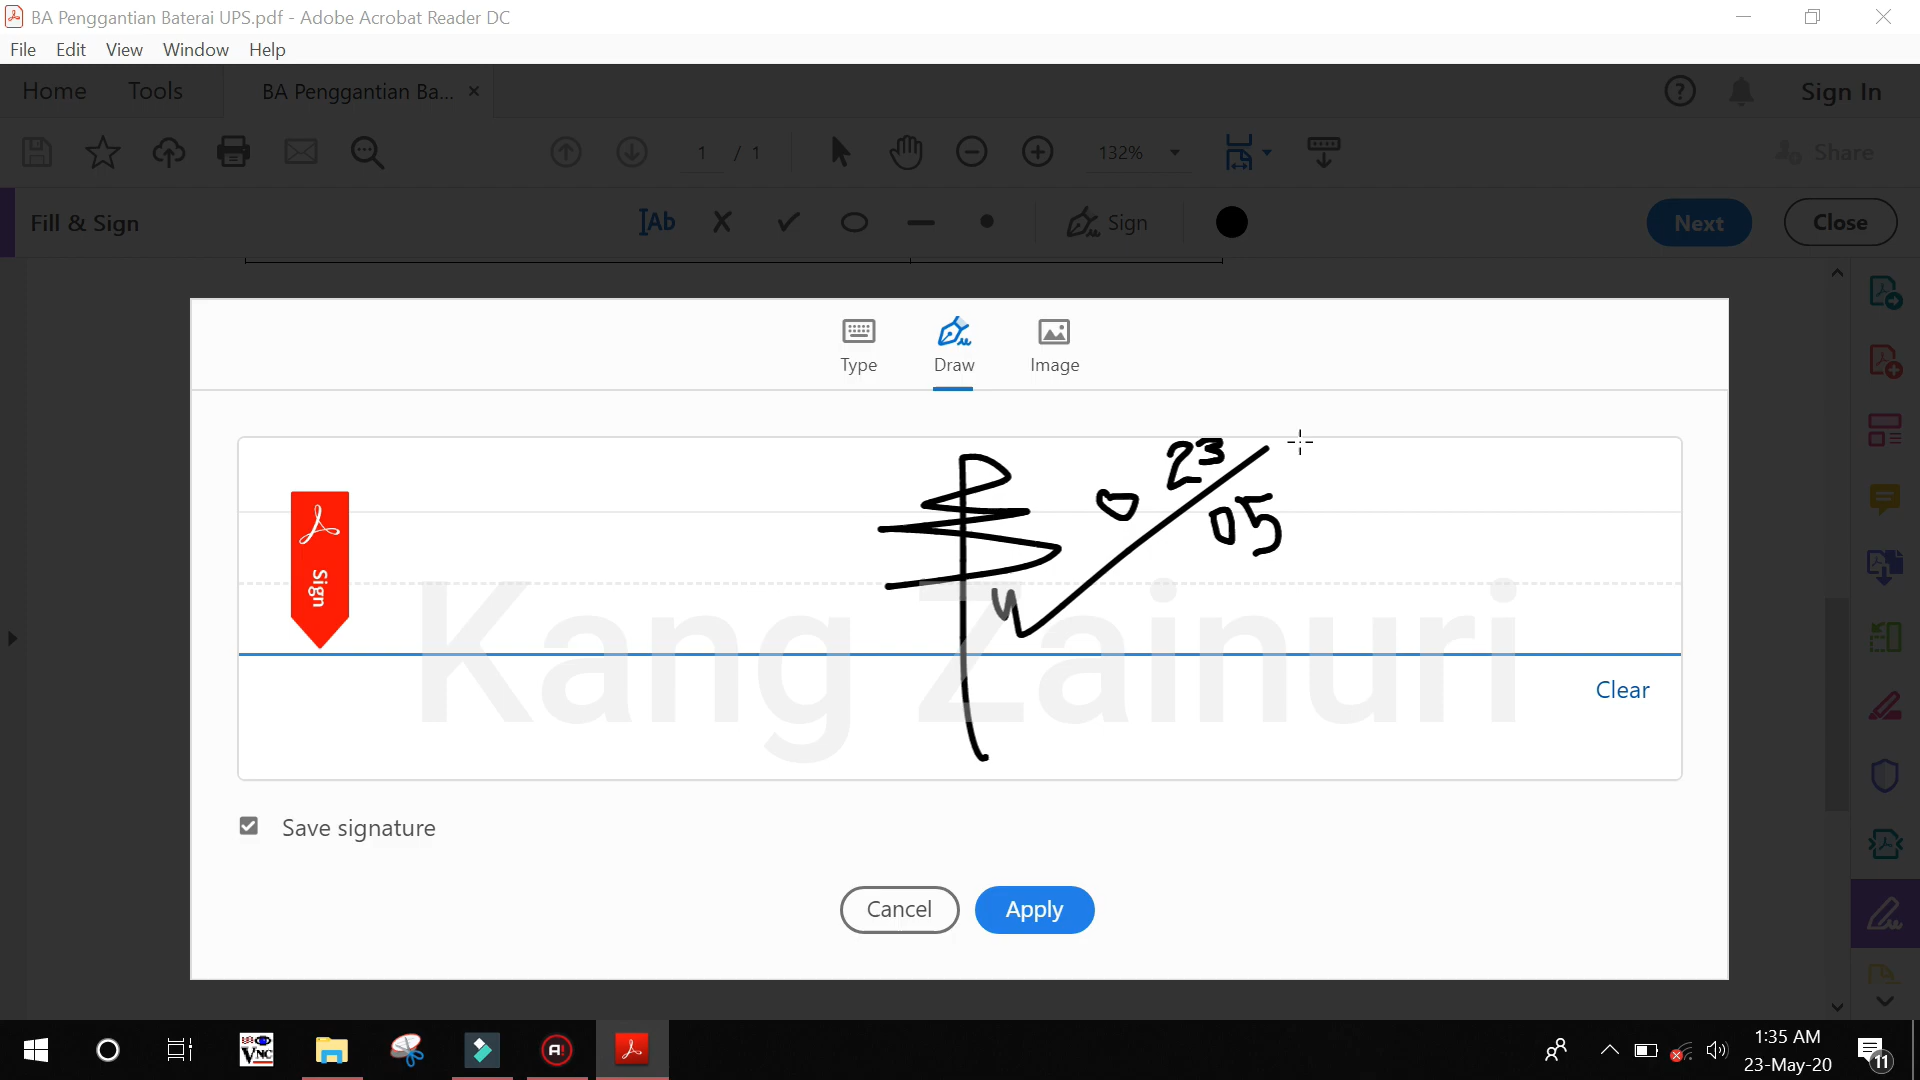 BA Penggantian Baterai UPS.pdf - Adobe Acrobat Reader DC
File Edit View Window Help
Home Tools BA Penggantian Ba... × Sign In
1 / 1 132% Share
Fill & Sign Ab Sign Next Close
Type Draw Image
23
05
Sign
Kang Zainuri
Clear
Save signature
Cancel Apply
VNC A! 1:35 AM
23-May-20 11